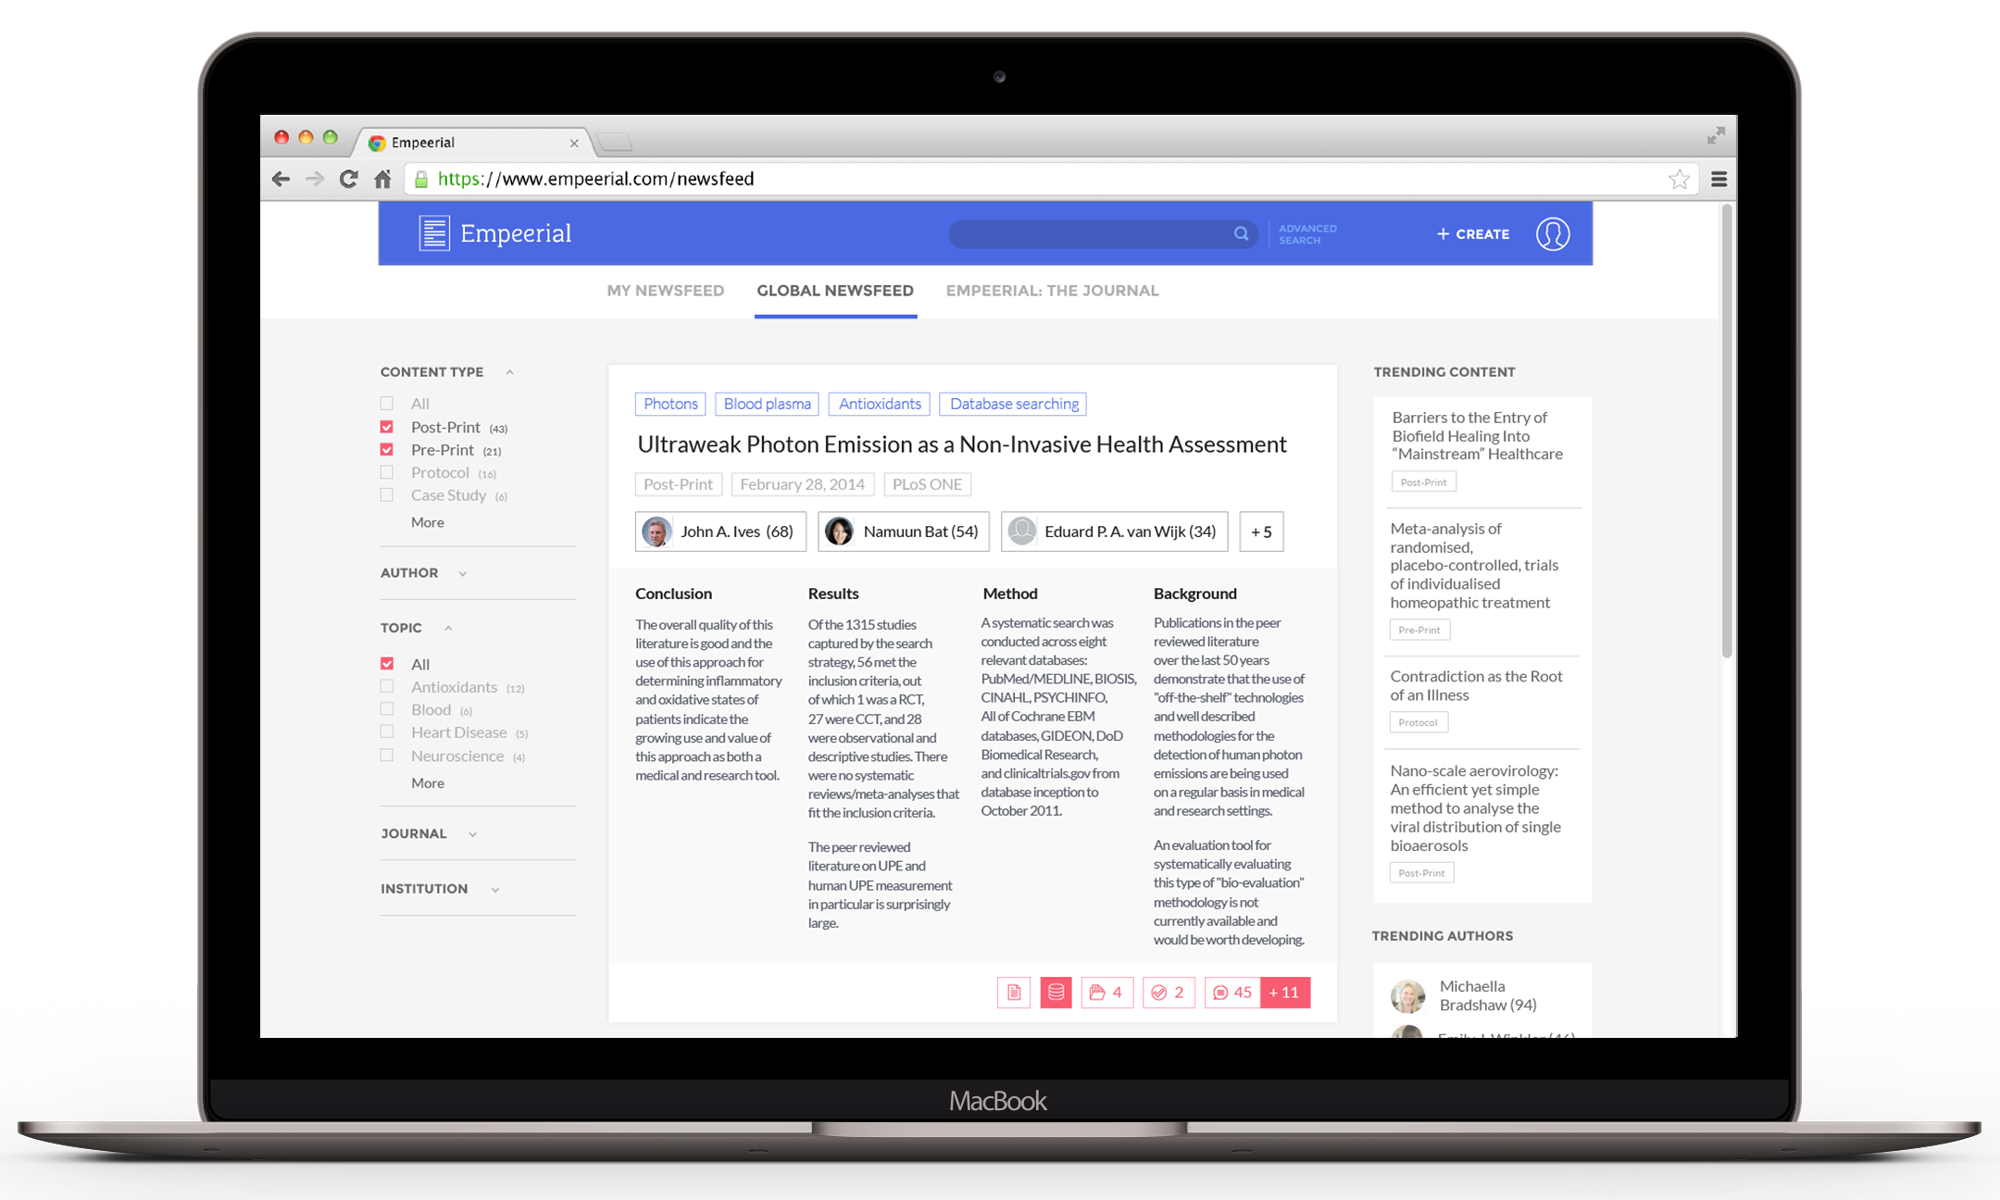 Empeerial
https://www.empeerial.com/newsfeed
Empeerial
ADVANCED
SEARCH
+ CREATE
MY NEWSFEED
GLOBAL NEWSFEED
EMPEERIAL: THE JOURNAL
CONTENT TYPE
All
Post-Print (43)
Pre-Print (21)
Protocol (16)
Case Study (6)
More
AUTHOR
TOPIC
All
Antioxidants (12)
Blood (6)
Heart Disease (5)
Neuroscience (4)
More
JOURNAL
INSTITUTION
Photons
Blood plasma
Antioxidants
Database searching
Ultraweak Photon Emission as a Non-Invasive Health Assessment
Post-Print
February 28, 2014
PLoS ONE
John A. Ives (68)
Namuun Bat (54)
Eduard P. A. van Wijk (34)
+ 5
Conclusion
The overall quality of this
literature is good and the
use of this approach for
determining inflammatory
and oxidative states of
patients indicate the
growing use and value of
this approach as both a
medical and research tool.
Results
Of the 1315 studies
captured by the search
strategy, 56 met the
inclusion criteria, out
of which 1 was a RCT,
27 were CCT, and 28
were observational and
descriptive studies. There
were no systematic
reviews/meta-analyses that
fit the inclusion criteria.
The peer reviewed
literature on UPE and
human UPE measurement
in particular is surprisingly
large.
Method
A systematic search was
conducted across eight
relevant databases:
PubMed/MEDLINE, BIOSIS,
CINAHL, PSYCHINFO,
All of Cochrane EBM
databases, GIDEON, DoD
Biomedical Research,
and clinicaltrials.gov from
database inception to
October 2011.
Background
Publications in the peer
reviewed literature
over the last 50 years
demonstrate that the use of
"off-the-shelf" technologies
and well described
methodologies for the
detection of human photon
emissions are being used
on a regular basis in medical
and research settings.
An evaluation tool for
systematically evaluating
this type of "bio-evaluation"
methodology is not
currently available and
would be worth developing.
4
2
45
+ 11
TRENDING CONTENT
Barriers to the Entry of
Biofield Healing Into
“Mainstream” Healthcare
Post-Print
Meta-analysis of
randomised,
placebo-controlled, trials
of individualised
homeopathic treatment
Pre-Print
Contradiction as the Root
of an Illness
Protocol
Nano-scale aerovirology:
An efficient yet simple
method to analyse the
viral distribution of single
bioaerosols
Post-Print
TRENDING AUTHORS
Michaella
Bradshaw (94)
MacBook